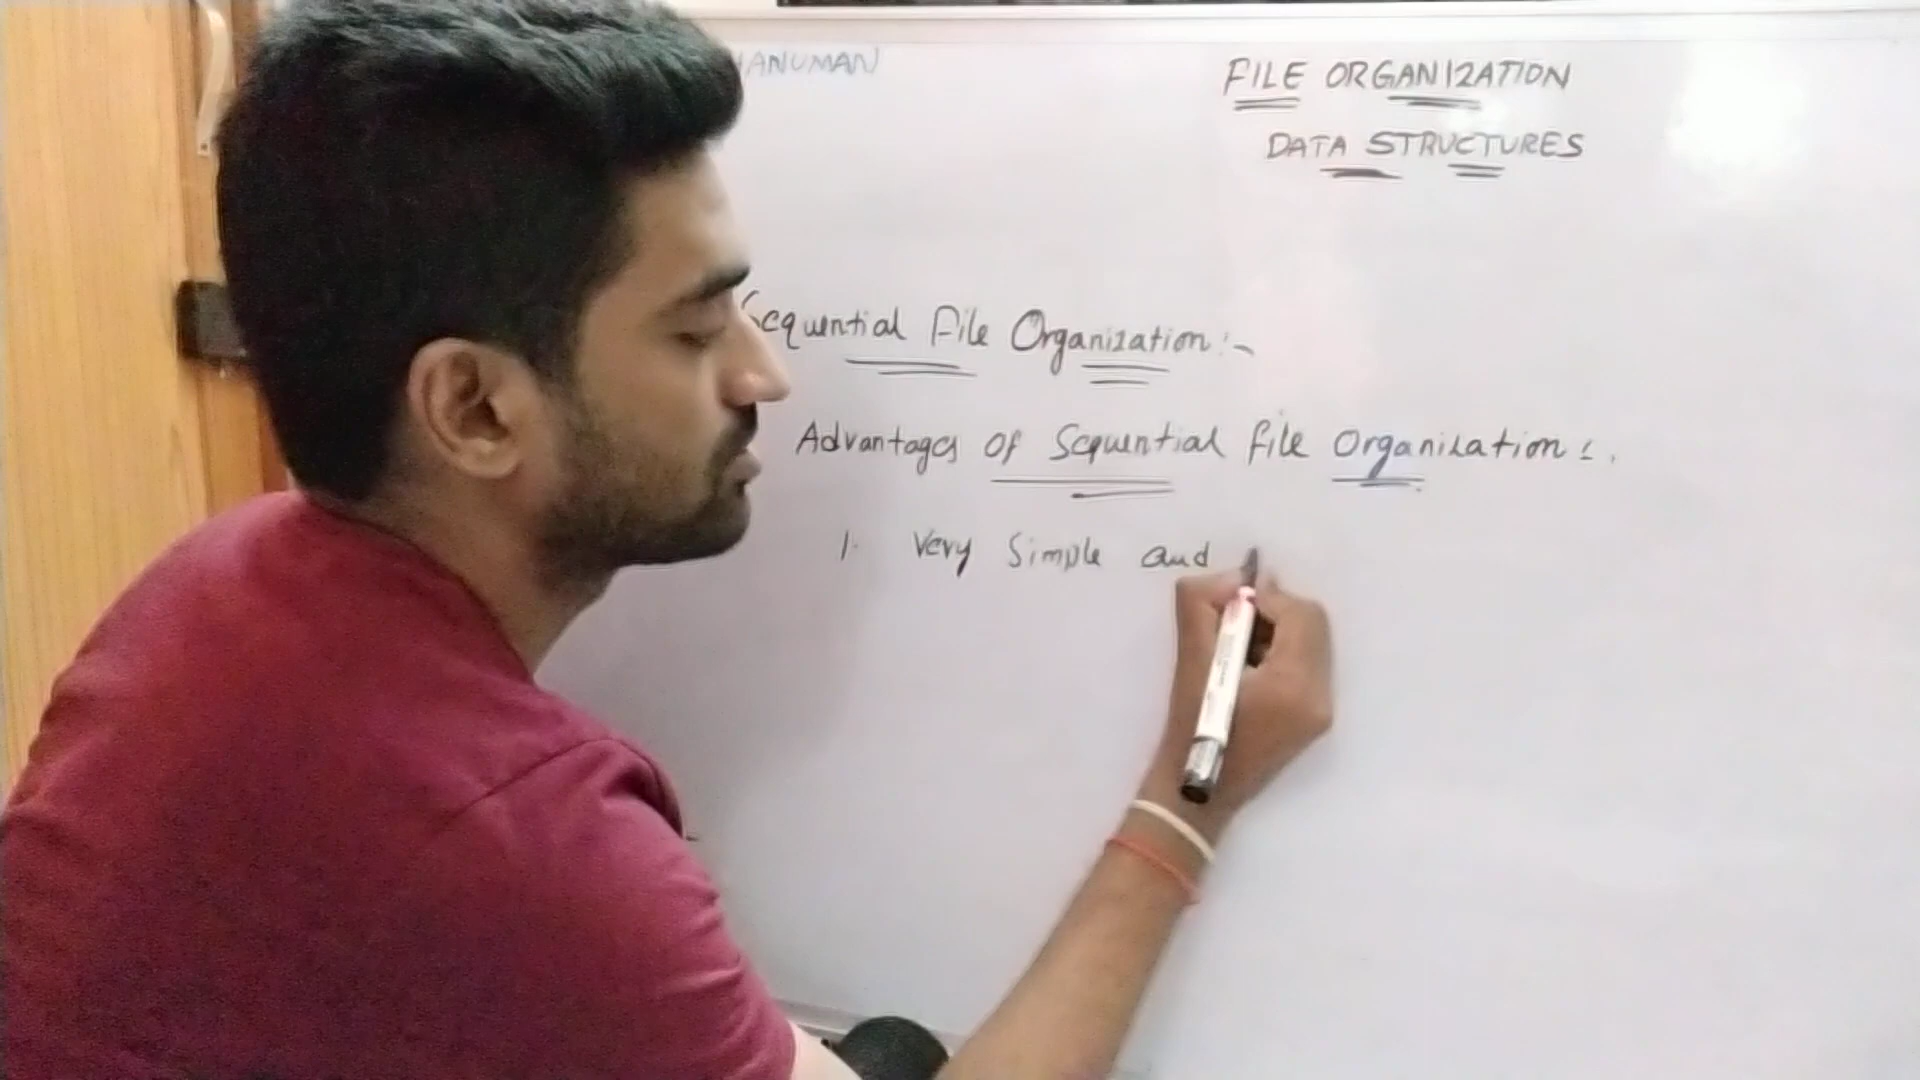 HANUMAN
FILE ORGANIZATION
DATA STRUCTURES
Sequential File Organization:-
Advantages of Sequential file Organization:.
1. Very Simple and